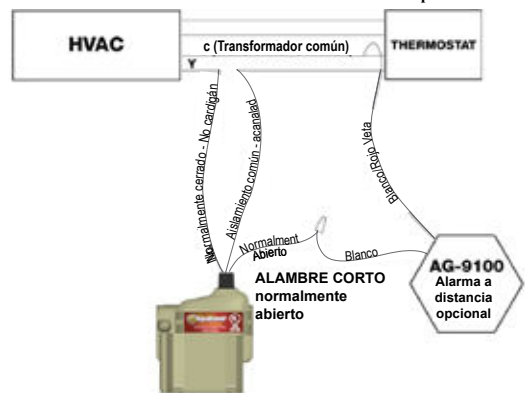 HVAC
c (Transformador común)
THERMOSTAT
Y
Normalmente cerrado - No cardigán
Aislamiento común - acanalad
Blanco/Rojo Veta
Normalment
Abierto
Blanco
ALAMBRE CORTO
normalmente
abierto
AG-9100
Alarma a
distancia
opcional